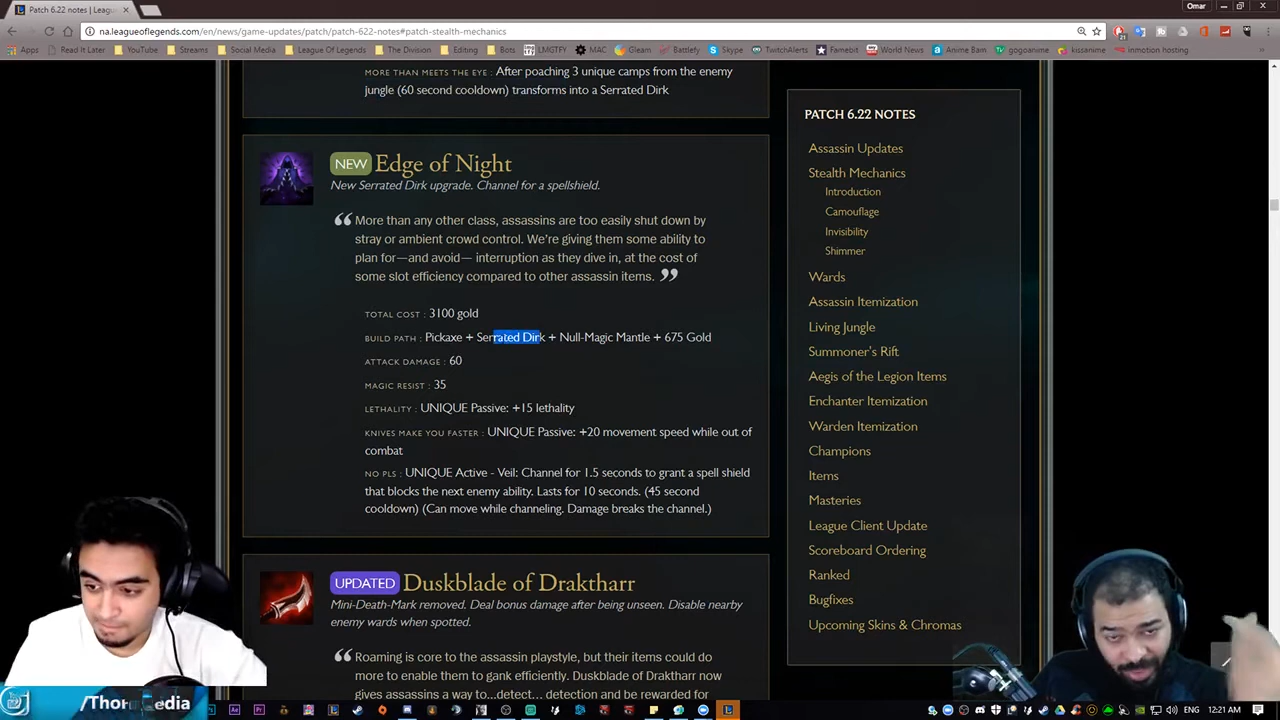 Patch 6.22 notes | Leagu
Omar
na.leagueoflegends.com/en/news/game-updates/patch/patch-622-notes#patch-stealth-mechanics
Apps Read It Later YouTube Streams Social Media League Of Legends The Division Editing Bots LMGTFY MAC Gleam Battlefy Skype TwitchAlerts Famebit World News Anime Bam gogoanime kissanime inmotion hosting
MORE THAN MEETS THE EYE : After poaching 3 unique camps from the enemy
jungle (60 second cooldown) transforms into a Serrated Dirk
NEW Edge of Night
New Serrated Dirk upgrade. Channel for a spellshield.
“ More than any other class, assassins are too easily shut down by
stray or ambient crowd control. We’re giving them some ability to
plan for—and avoid— interruption as they dive in, at the cost of
some slot efficiency compared to other assassin items. ”
TOTAL COST : 3100 gold
BUILD PATH : Pickaxe + Serrated Dirk + Null-Magic Mantle + 675 Gold
ATTACK DAMAGE : 60
MAGIC RESIST : 35
LETHALITY : UNIQUE Passive: +15 lethality
KNIVES MAKE YOU FASTER : UNIQUE Passive: +20 movement speed while out of
combat
NO PLS : UNIQUE Active - Veil: Channel for 1.5 seconds to grant a spell shield
that blocks the next enemy ability. Lasts for 10 seconds. (45 second
cooldown) (Can move while channeling. Damage breaks the channel.)
UPDATED Duskblade of Draktharr
Mini-Death-Mark removed. Deal bonus damage after being unseen. Disable nearby
enemy wards when spotted.
“ Roaming is core to the assassin playstyle, but their items could do
more to enable them to gank efficiently. Duskblade of Draktharr now
gives assassins a way to...detect... detection and be rewarded for
PATCH 6.22 NOTES
Assassin Updates
Stealth Mechanics
Introduction
Camouflage
Invisibility
Shimmer
Wards
Assassin Itemization
Living Jungle
Summoner's Rift
Aegis of the Legion Items
Enchanter Itemization
Warden Itemization
Champions
Items
Masteries
League Client Update
Scoreboard Ordering
Ranked
Bugfixes
Upcoming Skins & Chromas
12:21 AM